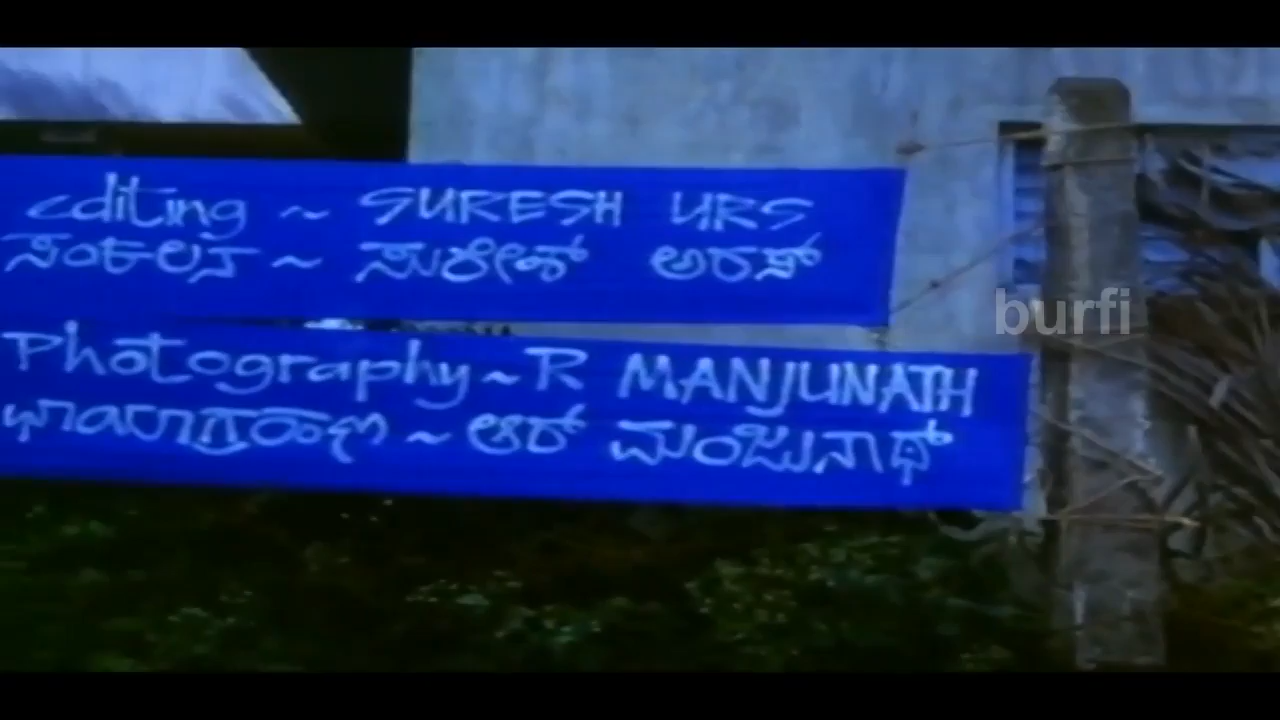 Editing ~ SURESH URS
ಸಂಕಲನ ~ ಸುರೇಶ್ ಅರಸ್
burfi
Photography ~ R MANJUNATH
ಛಾಯಾಗ್ರಹಣ ~ ಆರ್ ಮಂಜುನಾಥ್